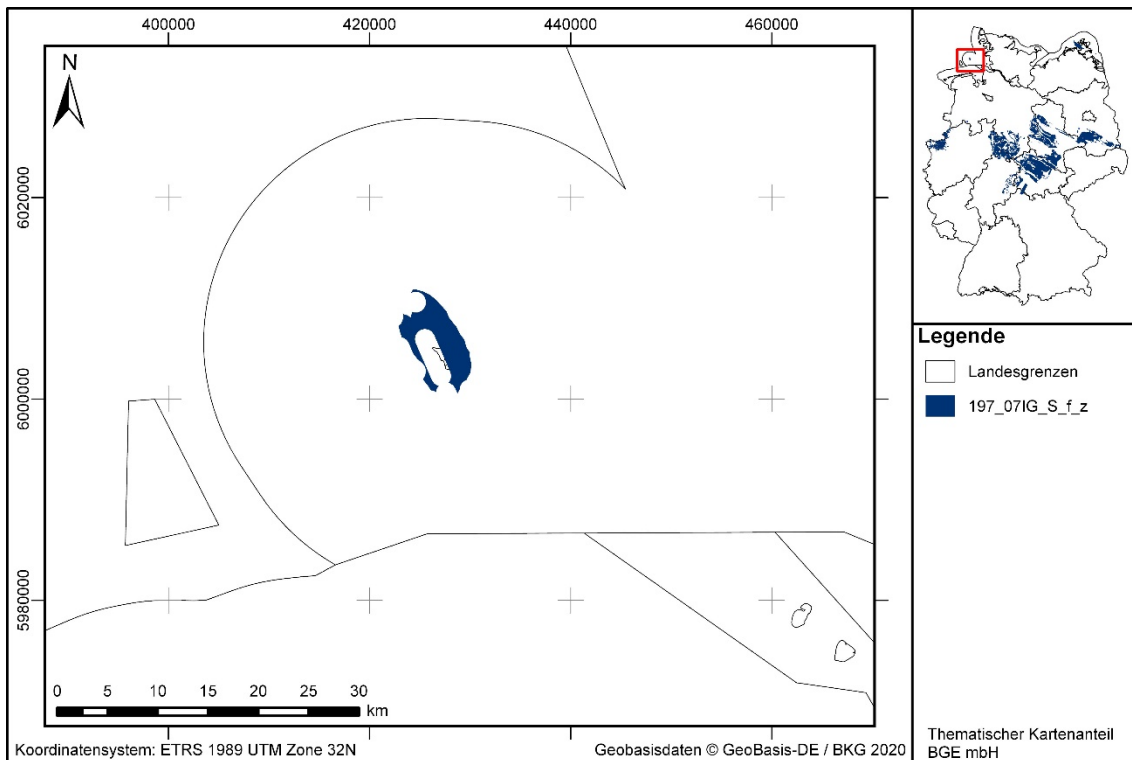 400000 420000 440000 460000
N
6020000
6000000
5980000
0 5 10 15 20 25 30
km
Koordinatensystem: ETRS 1989 UTM Zone 32N
Geobasisdaten © GeoBasis-DE / BKG 2020
Legende
Landesgrenzen
197_07IG_S_f_z
Thematischer Kartenanteil
BGE mbH